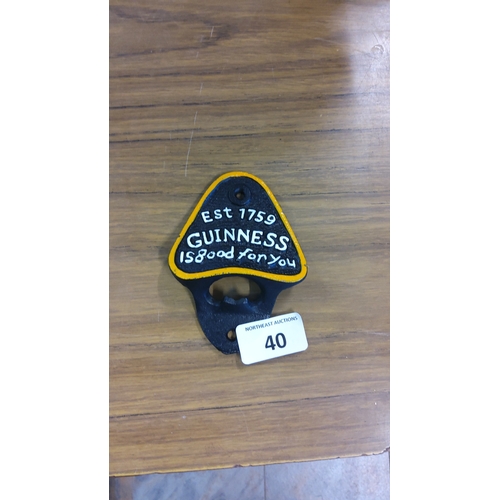 Est 1759
GUINNESS
Is Good for you
NORTHEAST AUCTIONS
40